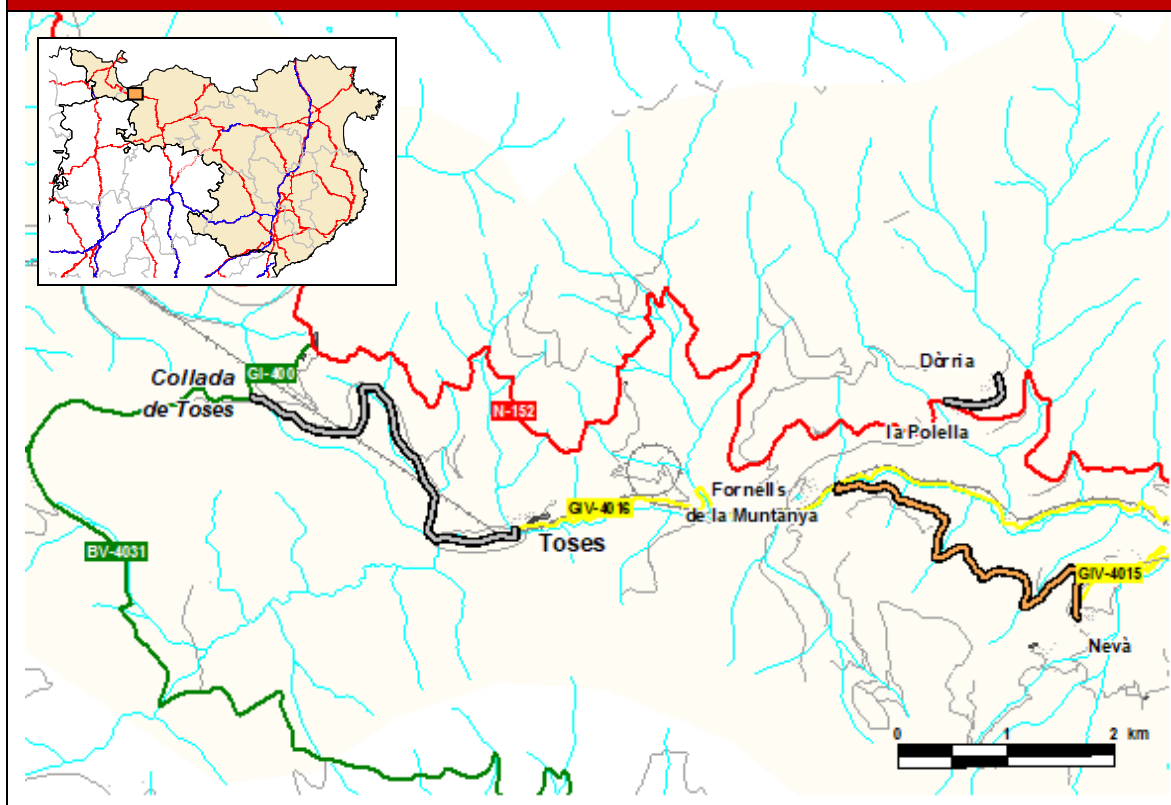 Collada
de Toses
GI-400
N-152
Dòrria
la Polella
Fornells
de la Muntanya
GIV-4016
Toses
BV-4031
GIV-4015
Nevà
0 1 2 km